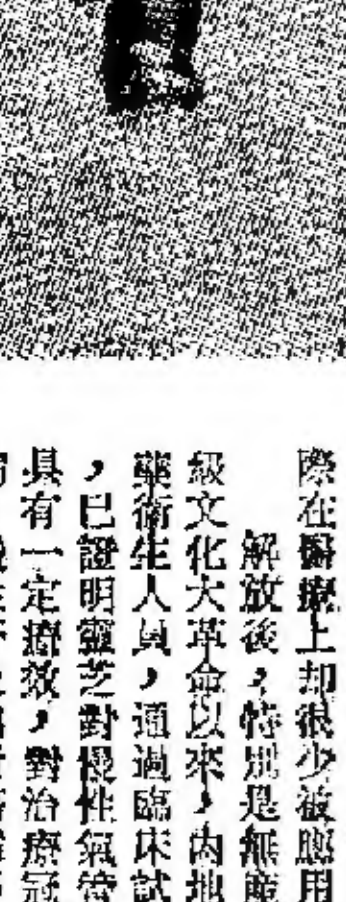 際在醫療上却很少被應用
解放後，特別是無產
級文化大革命以來，內地
藥衞生人員，通過臨床試
，已證明靈芝對慢性氣管
具有一定療效，對治療冠